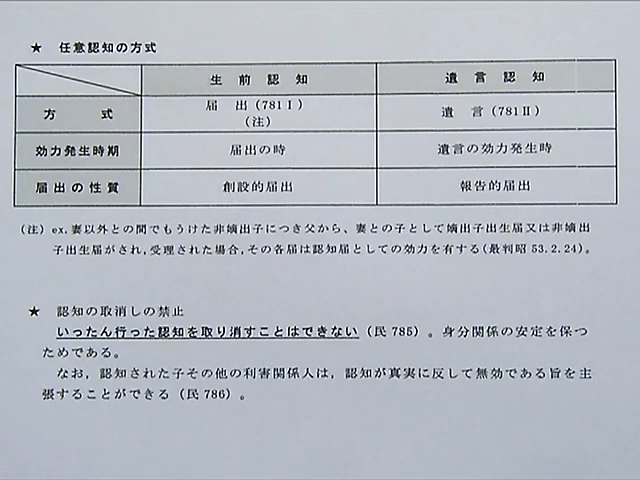 ★ 任意認知の方式
生前認知 遺言認知
方式 届出(781Ⅰ) (注) 遺言(781Ⅱ)
効力発生時期 届出の時 遺言の効力発生時
届出の性質 創設的届出 報告的届出
(注) ex.妻以外との間でもうけた非嫡出子につき父から、妻との子として嫡出子出生届又は非嫡出
子出生届がされ,受理された場合,その各届は認知届としての効力を有する(最判昭53.2.24)。
★ 認知の取消しの禁止
いったん行った認知を取り消すことはできない(民785)。身分関係の安定を保つ
ためである。
なお,認知された子その他の利害関係人は,認知が真実に反して無効である旨を主
張することができる(民786)。